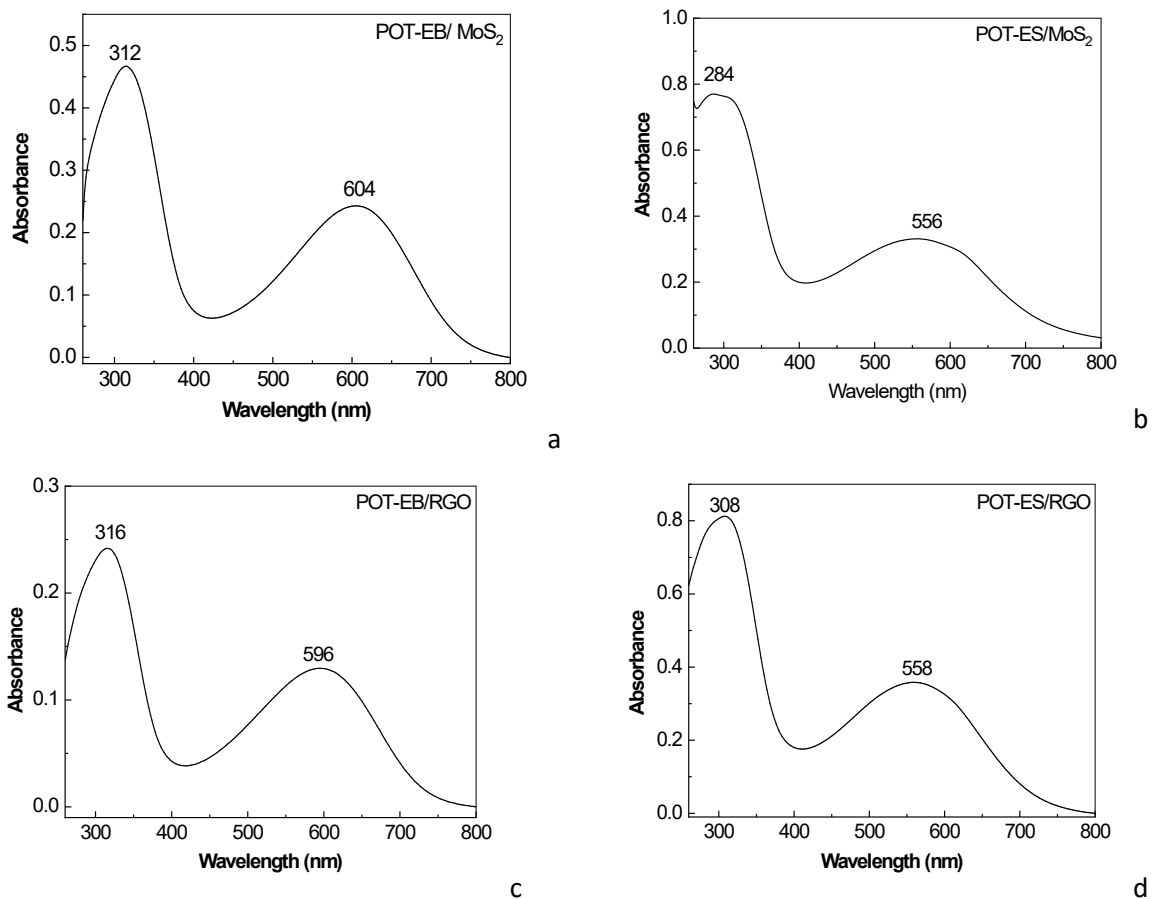 POT-EB/ MoS₂
312
604
0.5
0.4
0.3
0.2
0.1
0.0
Absorbance
300 400 500 600 700 800
Wavelength (nm)
a
POT-ES/MoS₂
284
556
1.0
0.8
0.6
0.4
0.2
0.0
Absorbance
300 400 500 600 700 800
Wavelength (nm)
b
POT-EB/RGO
316
596
0.3
0.2
0.1
0.0
Absorbance
300 400 500 600 700 800
Wavelength (nm)
c
POT-ES/RGO
308
558
0.8
0.6
0.4
0.2
0.0
Absorbance
300 400 500 600 700 800
Wavelength (nm)
d